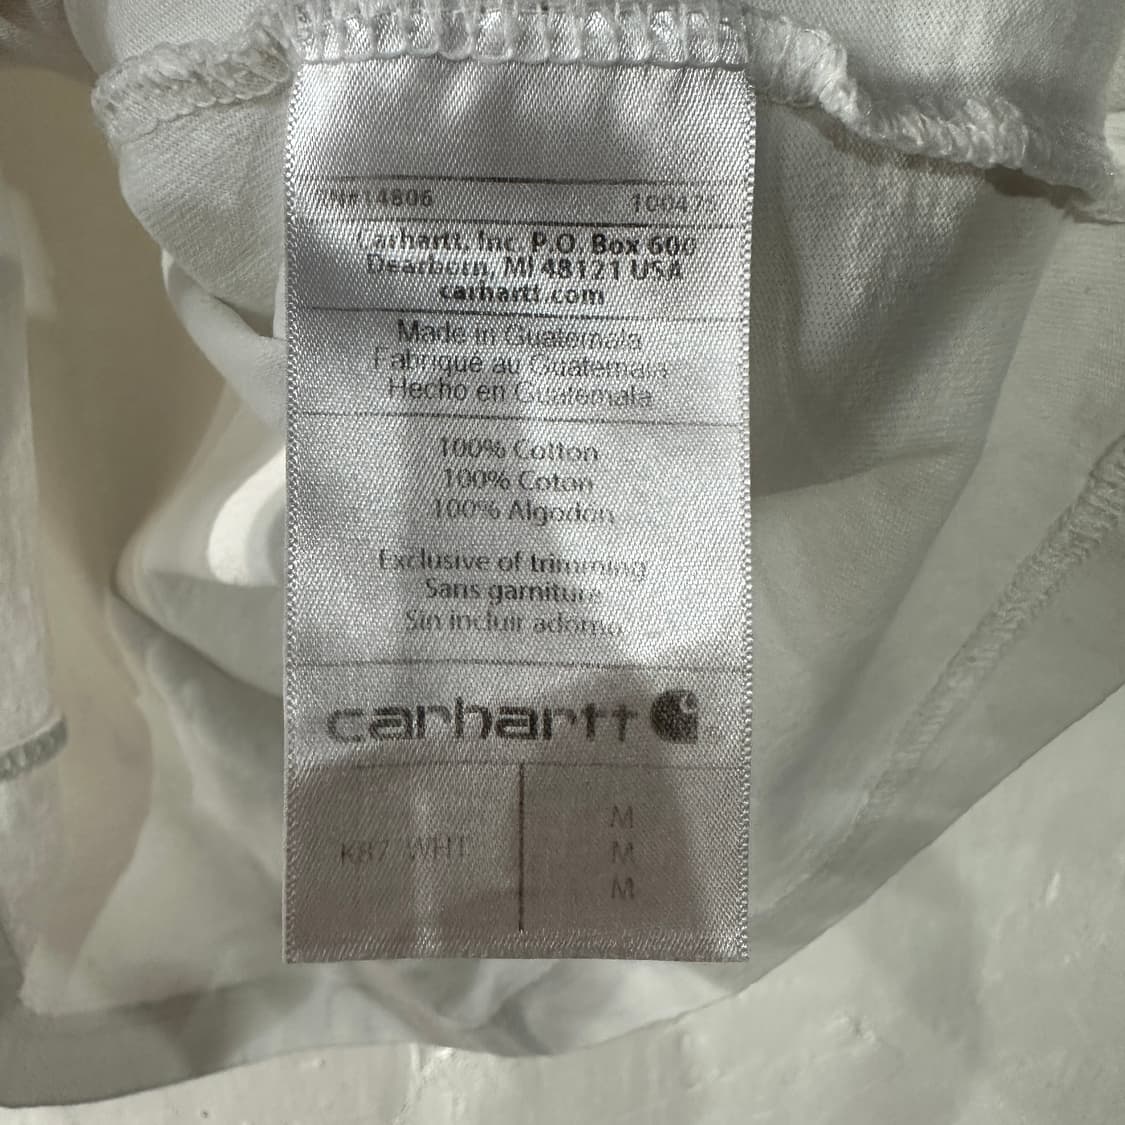 RN#14806 100475
Carhartt, Inc. P.O. Box 600
Dearborn, MI 48121 USA
carhartt.com
Made in Guatemala
Fabriqué au Guatemala
Hecho en Guatemala
100% Cotton
100% Coton
100% Algodon
Exclusive of trimming
Sans garniture
Sin incluir adorno
carhartt
K87 WHT
M
M
M